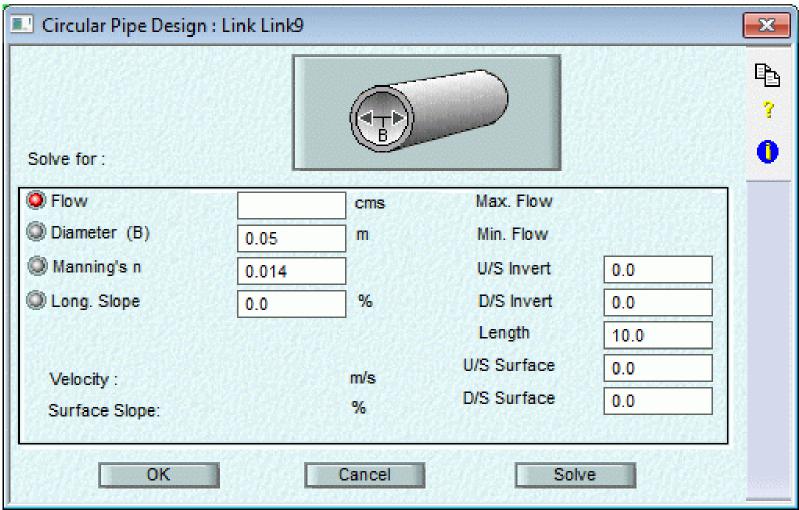 Circular Pipe Design : Link Link9
B
?
i
Solve for :
Flow cms Max. Flow
Diameter (B) 0.05 m Min. Flow
Manning's n 0.014 U/S Invert 0.0
Long. Slope 0.0 % D/S Invert 0.0
Length 10.0
Velocity : m/s U/S Surface 0.0
Surface Slope: % D/S Surface 0.0
OK Cancel Solve